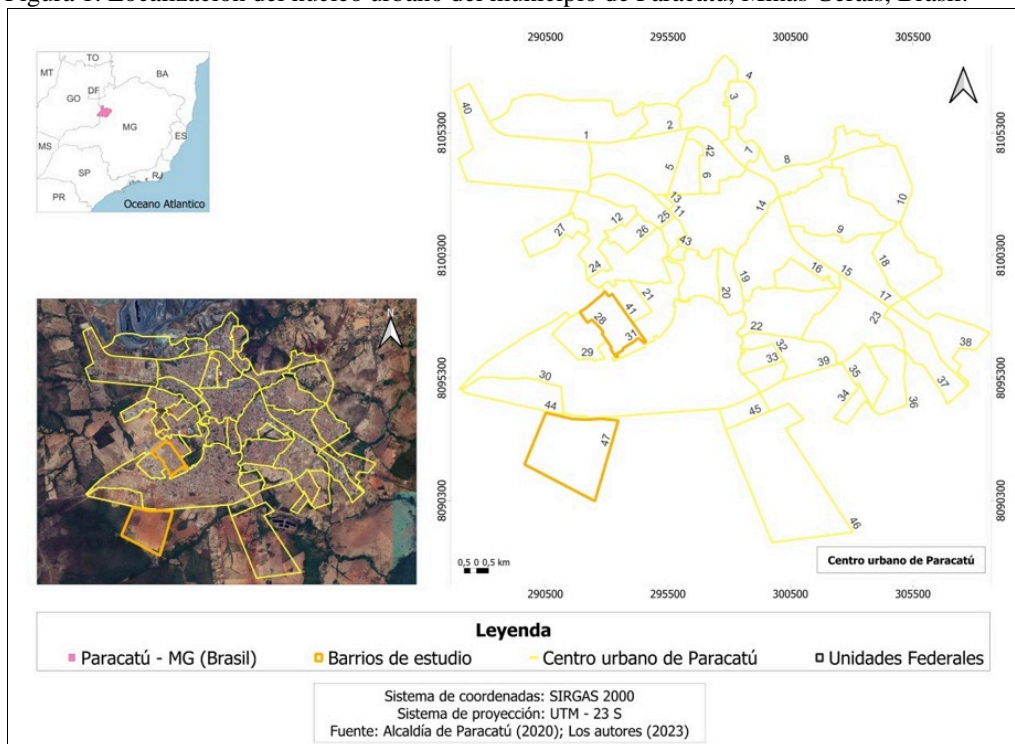 Figura 1. Localización del núcleo urbano del municipio de Paracatú, Minas Gerais, Brasil.
TO
MT
BA
DF
GO
MG
ES
MS
SP
RJ
PR
Oceano Atlantico
N
290500 295500 300500 305500
8105300
8100300
8095300
8090300
8105300
8100300
8095300
8090300
4
3
40
2
1
7
42
8
5
6
10
13
14
11
12
25
9
27
26
43
18
24
16
15
19
21
20
17
41
28
23
31
22
38
32
29
33
39
35
37
30
34
36
44
45
47
46
0,5 0 0,5 km
Centro urbano de Paracatú
290500 295500 300500 305500
Leyenda
Paracatú - MG (Brasil) Barrios de estudio Centro urbano de Paracatú Unidades Federales
Sistema de coordenadas: SIRGAS 2000
Sistema de proyección: UTM - 23 S
Fuente: Alcaldía de Paracatú (2020); Los autores (2023)